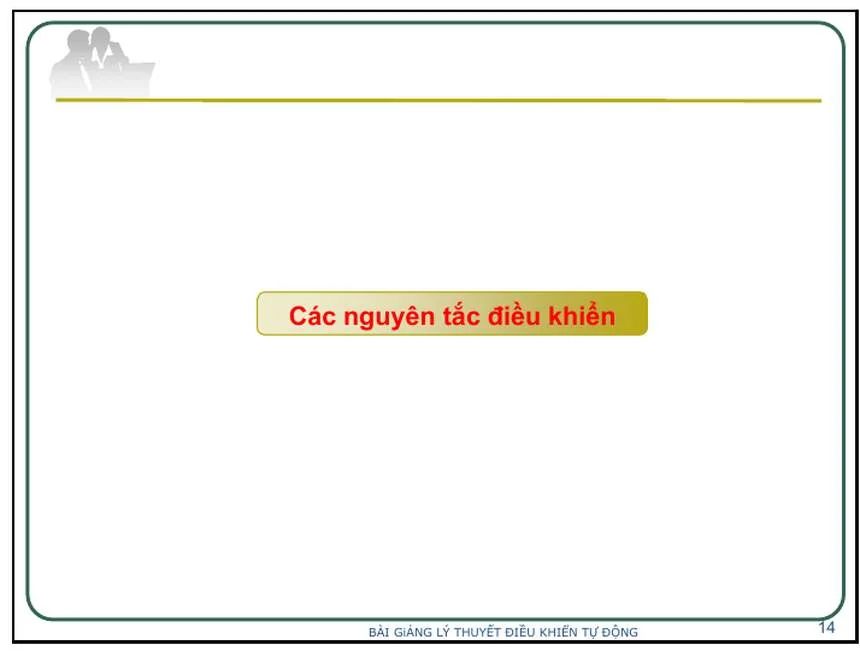 Các nguyên tắc điều khiển
BÀI GiẢNG LÝ THUYẾT ĐIỀU KHIỂN TỰ ĐỘNG
14